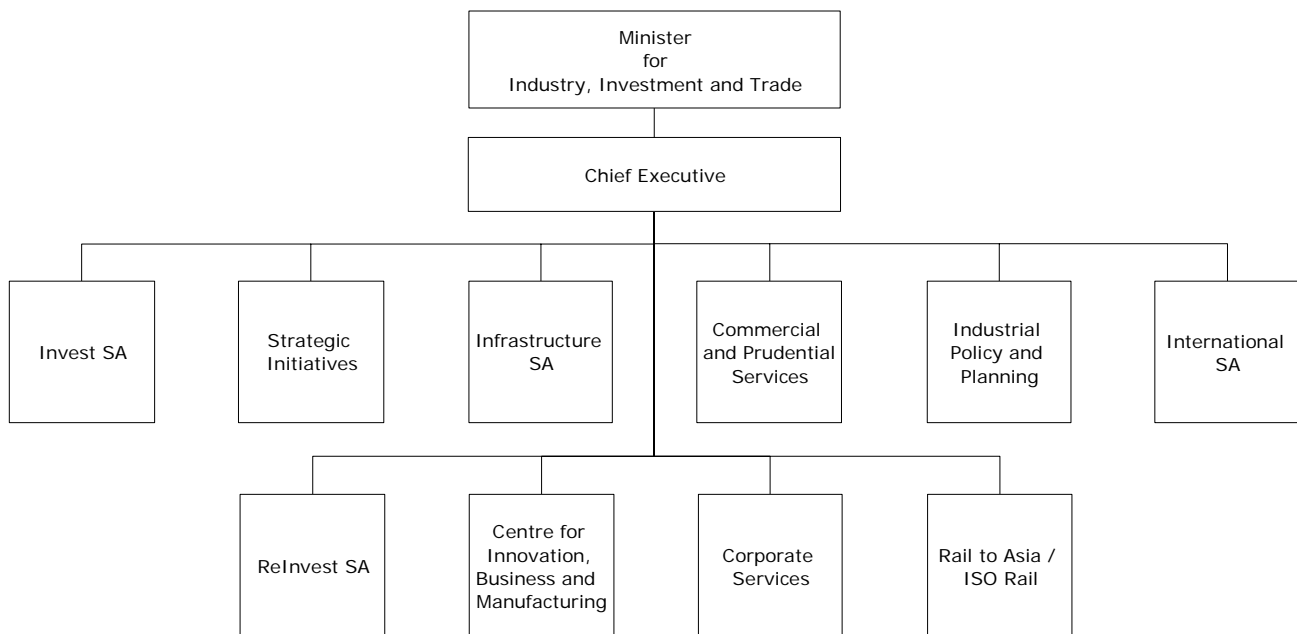 Minister
for
Industry, Investment and Trade
Chief Executive
Invest SA
Strategic
Initiatives
Infrastructure
SA
Commercial
and Prudential
Services
Industrial
Policy and
Planning
International
SA
ReInvest SA
Centre for
Innovation,
Business and
Manufacturing
Corporate
Services
Rail to Asia /
ISO Rail